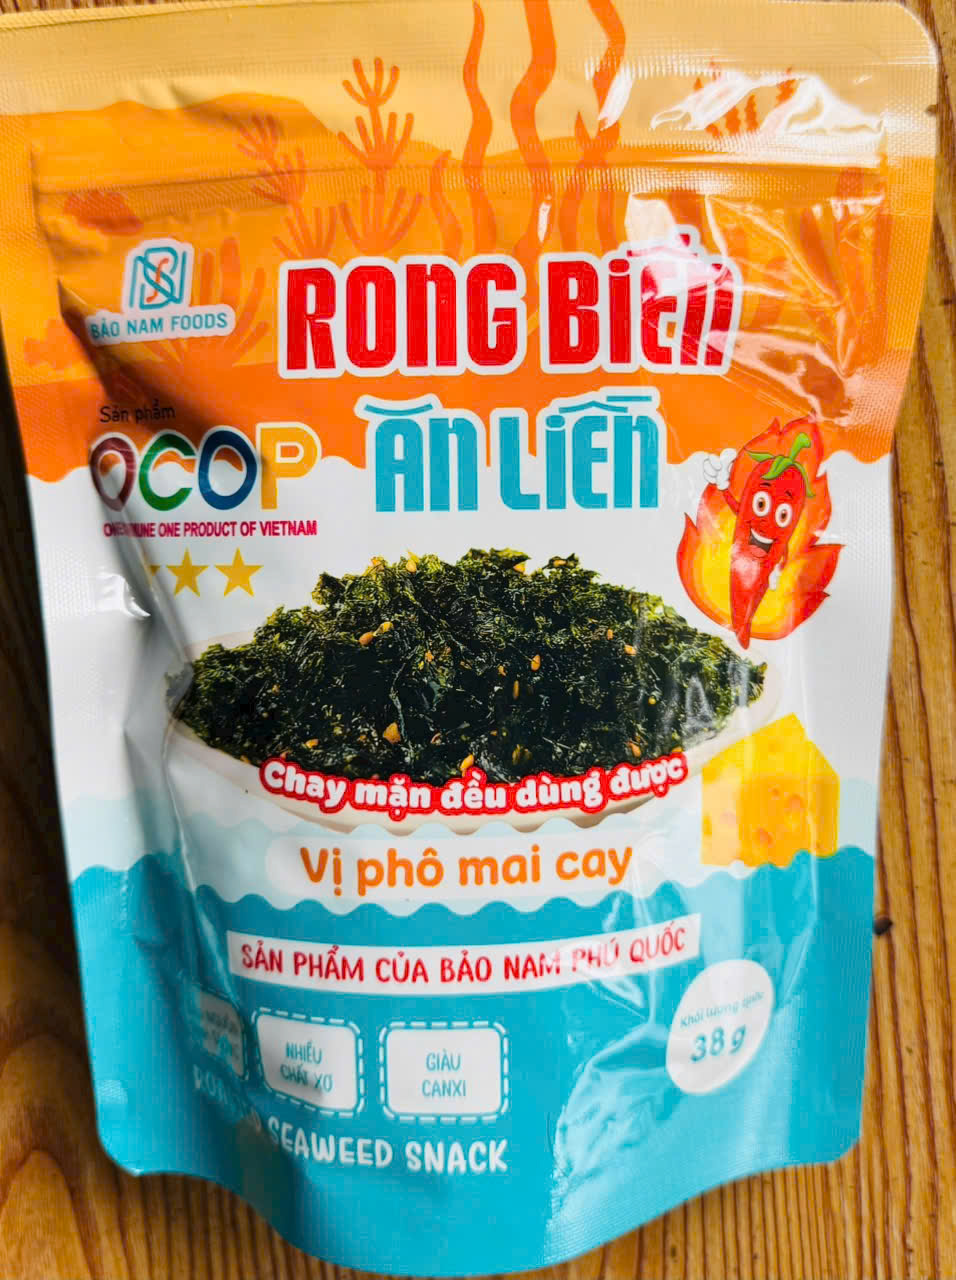 RONG BIỂN
BẢO NAM FOODS
Sản phẩm
OCOP
ĂN LIỀN
ONE PRODUCT OF VIETNAM
Chay mặn đều dùng được
Vị phô mai cay
SẢN PHẨM CỦA BẢO NAM PHÚ QUỐC
Khối lượng
38 g
NHIỀU
CHẤT XƠ
GIÀU
CANXI
SEAWEED SNACK